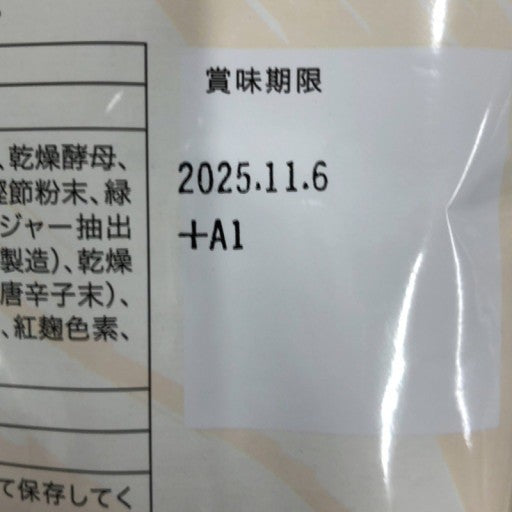 賞味期限
2025.11.6
+A1
、乾燥酵母、
節粉末、緑
ジャー抽出
製造)、乾燥
唐辛子末)、
、紅麹色素、
て保存してく